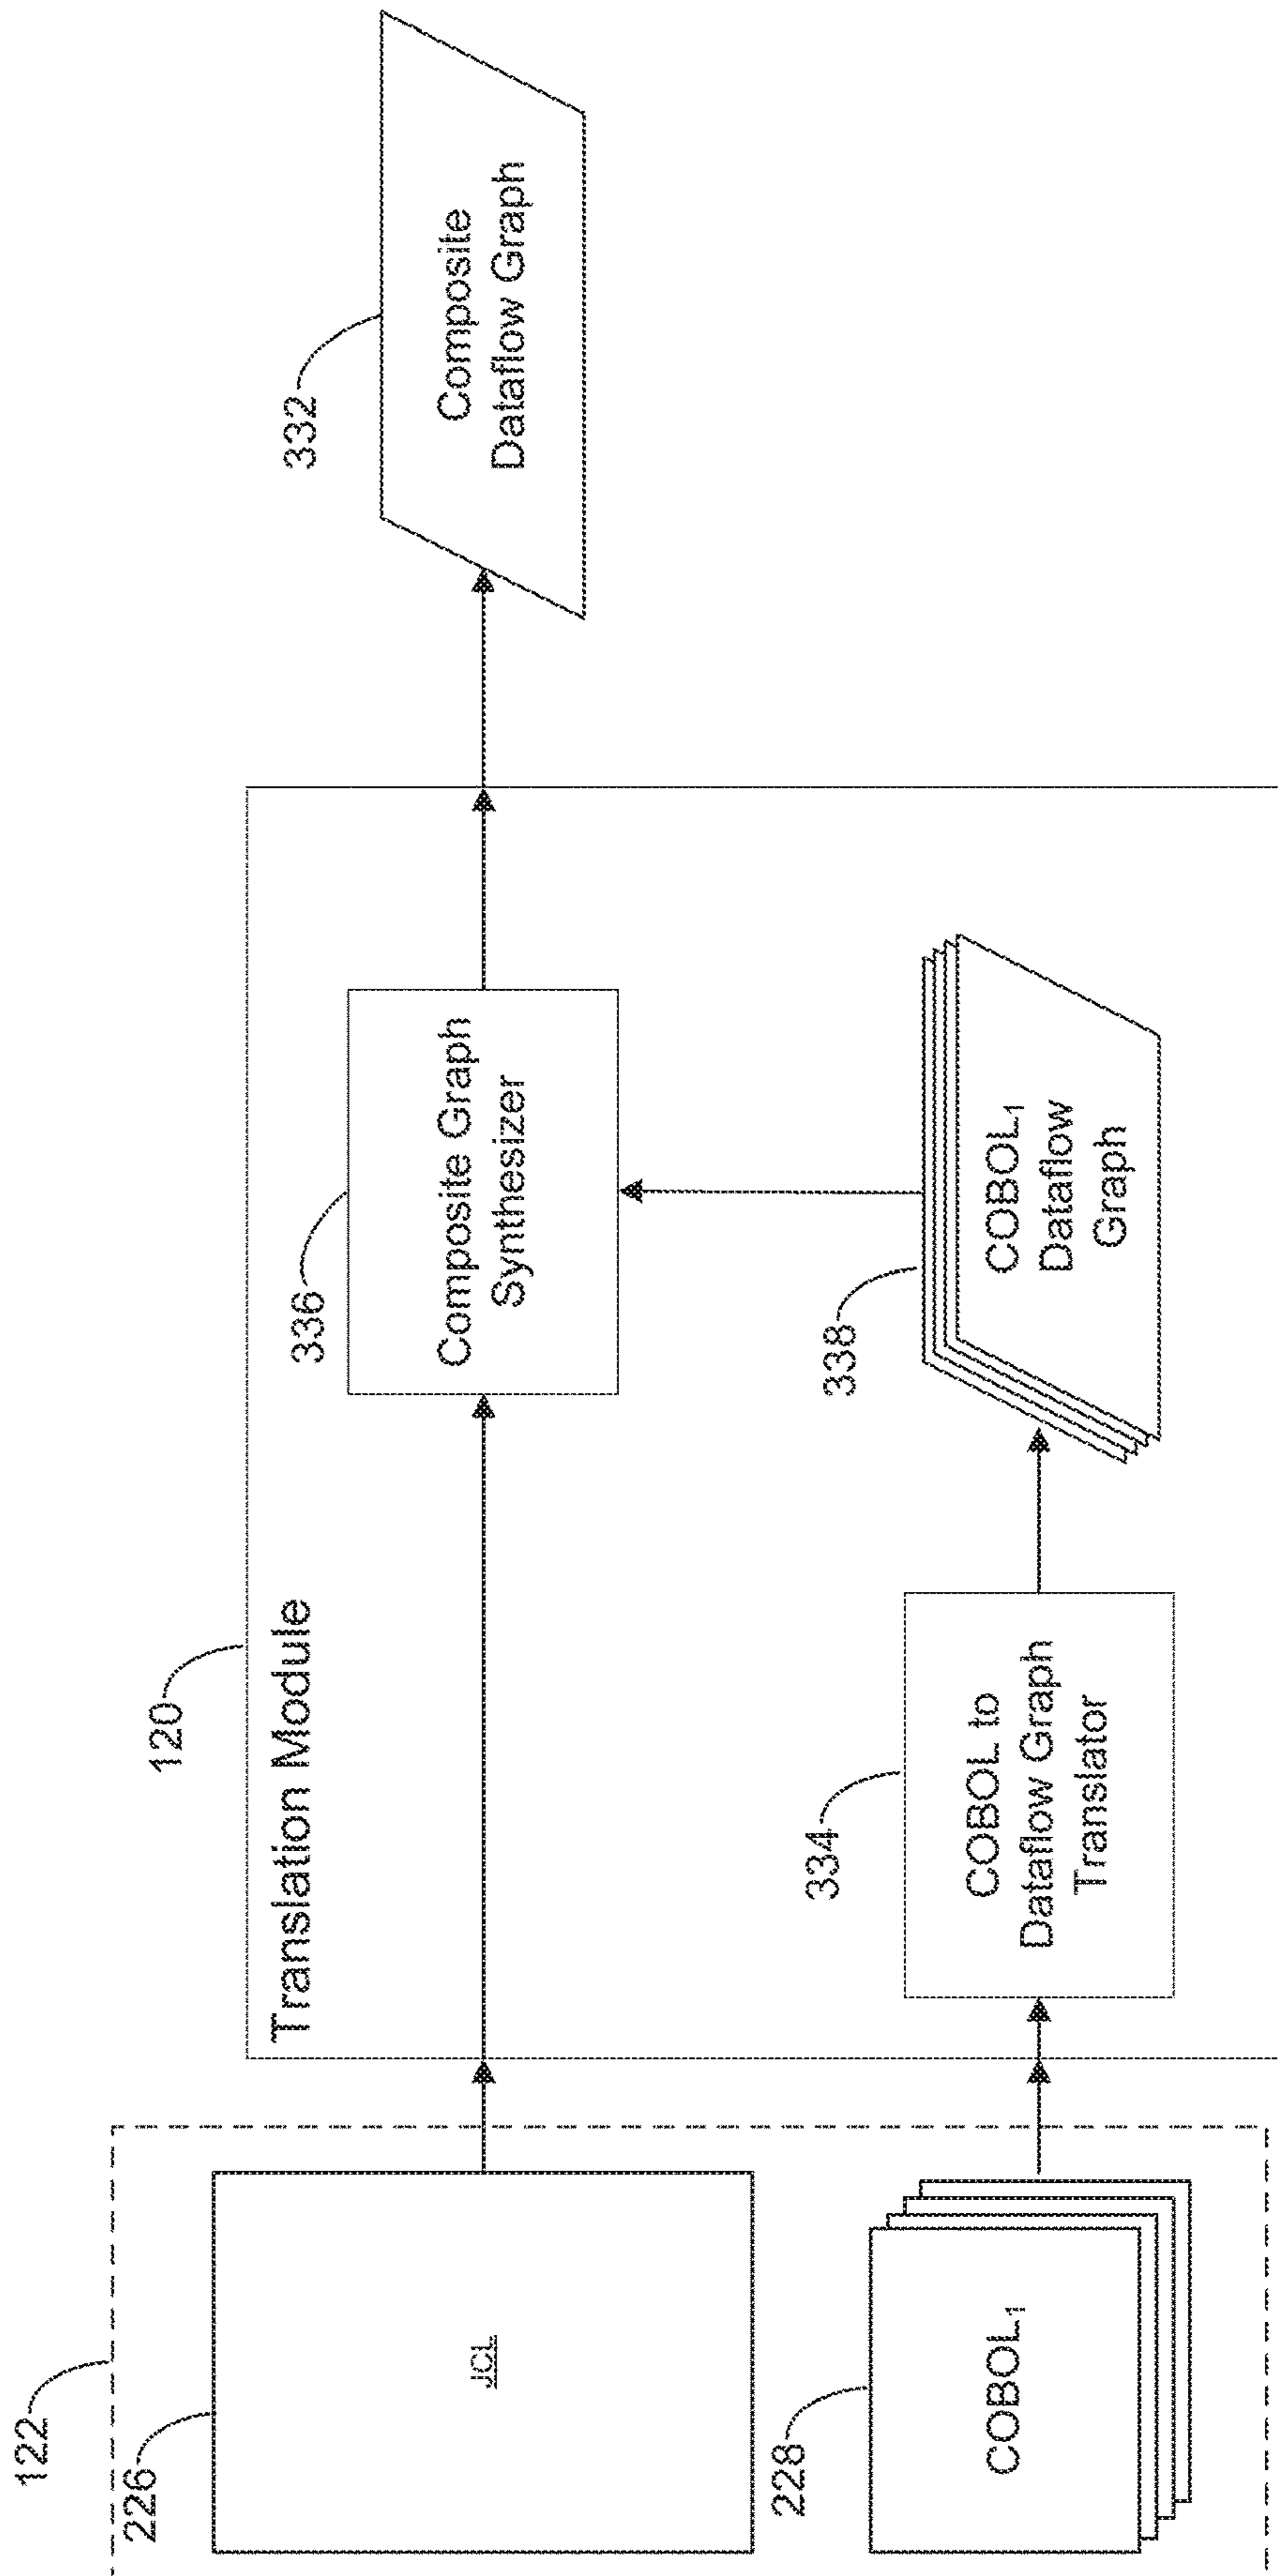 122
226
JCL
228
COBOL₁
120
Translation Module
334
COBOL to
Dataflow Graph
Translator
336
Composite Graph
Synthesizer
338
COBOL₁
Dataflow
Graph
332
Composite
Dataflow Graph